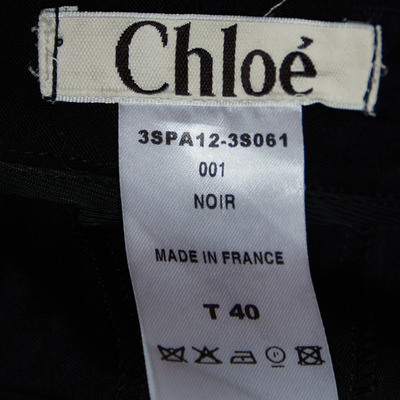 Chloé
3SPA12-3S061
001
NOIR
MADE IN FRANCE
T 40